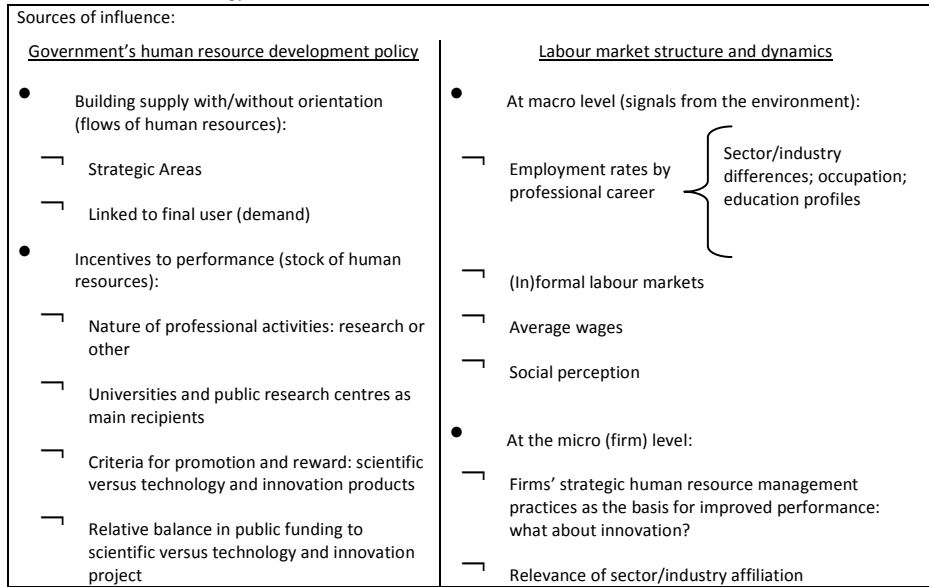 Sources of influence:
Government's human resource development policy
• Building supply with/without orientation
(flows of human resources):
¬ Strategic Areas
¬ Linked to final user (demand)
• Incentives to performance (stock of human
resources):
¬ Nature of professional activities: research or
other
¬ Universities and public research centres as
main recipients
¬ Criteria for promotion and reward: scientific
versus technology and innovation products
¬ Relative balance in public funding to
scientific versus technology and innovation
project
Labour market structure and dynamics
• At macro level (signals from the environment):
¬ Employment rates by
professional career
Sector/industry
differences; occupation;
education profiles
¬ (In)formal labour markets
¬ Average wages
¬ Social perception
• At the micro (firm) level:
¬ Firms' strategic human resource management
practices as the basis for improved performance:
what about innovation?
¬ Relevance of sector/industry affiliation